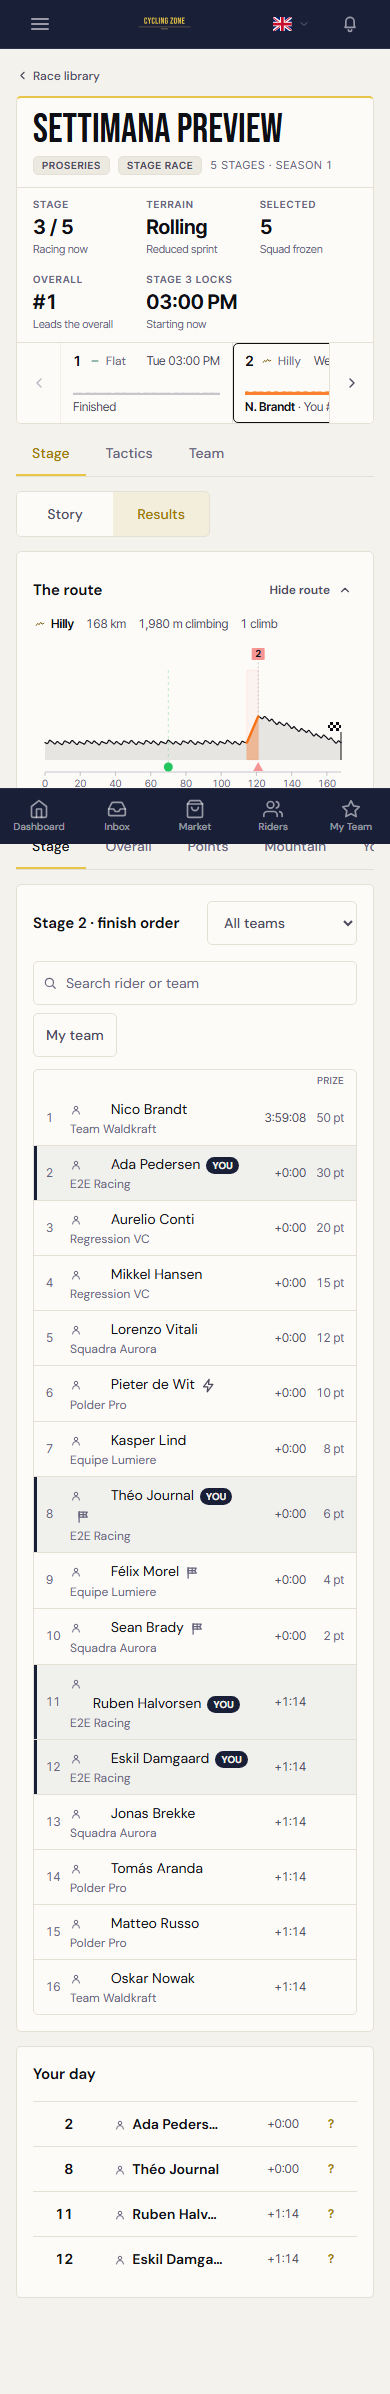 CYCLING ZONE
Race library
SETTIMANA PREVIEW
PROSERIES STAGE RACE 5 STAGES · SEASON 1
STAGE TERRAIN SELECTED
3 / 5 Rolling 5
Racing now Reduced sprint Squad frozen
OVERALL STAGE 3 LOCKS
#1 03:00 PM
Leads the overall Starting now
1 Flat Tue 03:00 PM 2 Hilly We
Finished N. Brandt · You #
Stage Tactics Team
Story Results
The route Hide route
Hilly 168 km 1,980 m climbing 1 climb
2
0 20 40 60 80 100 120 140 160
Dashboard Inbox Market Riders My Team
Stage Overall Points Mountain Yo
Stage 2 · finish order All teams
Search rider or team
My team
PRIZE
1 Nico Brandt 3:59:08 50 pt
Team Waldkraft
2 Ada Pedersen YOU +0:00 30 pt
E2E Racing
3 Aurelio Conti +0:00 20 pt
Regression VC
4 Mikkel Hansen +0:00 15 pt
Regression VC
5 Lorenzo Vitali +0:00 12 pt
Squadra Aurora
6 Pieter de Wit +0:00 10 pt
Polder Pro
7 Kasper Lind +0:00 8 pt
Equipe Lumiere
8 Théo Journal YOU +0:00 6 pt
E2E Racing
9 Félix Morel +0:00 4 pt
Equipe Lumiere
10 Sean Brady +0:00 2 pt
Squadra Aurora
11 Ruben Halvorsen YOU +1:14
E2E Racing
12 Eskil Damgaard YOU +1:14
E2E Racing
13 Jonas Brekke +1:14
Squadra Aurora
14 Tomás Aranda +1:14
Polder Pro
15 Matteo Russo +1:14
Polder Pro
16 Oskar Nowak +1:14
Team Waldkraft
Your day
2 Ada Peders... +0:00 ?
8 Théo Journal +0:00 ?
11 Ruben Halv... +1:14 ?
12 Eskil Damga... +1:14 ?